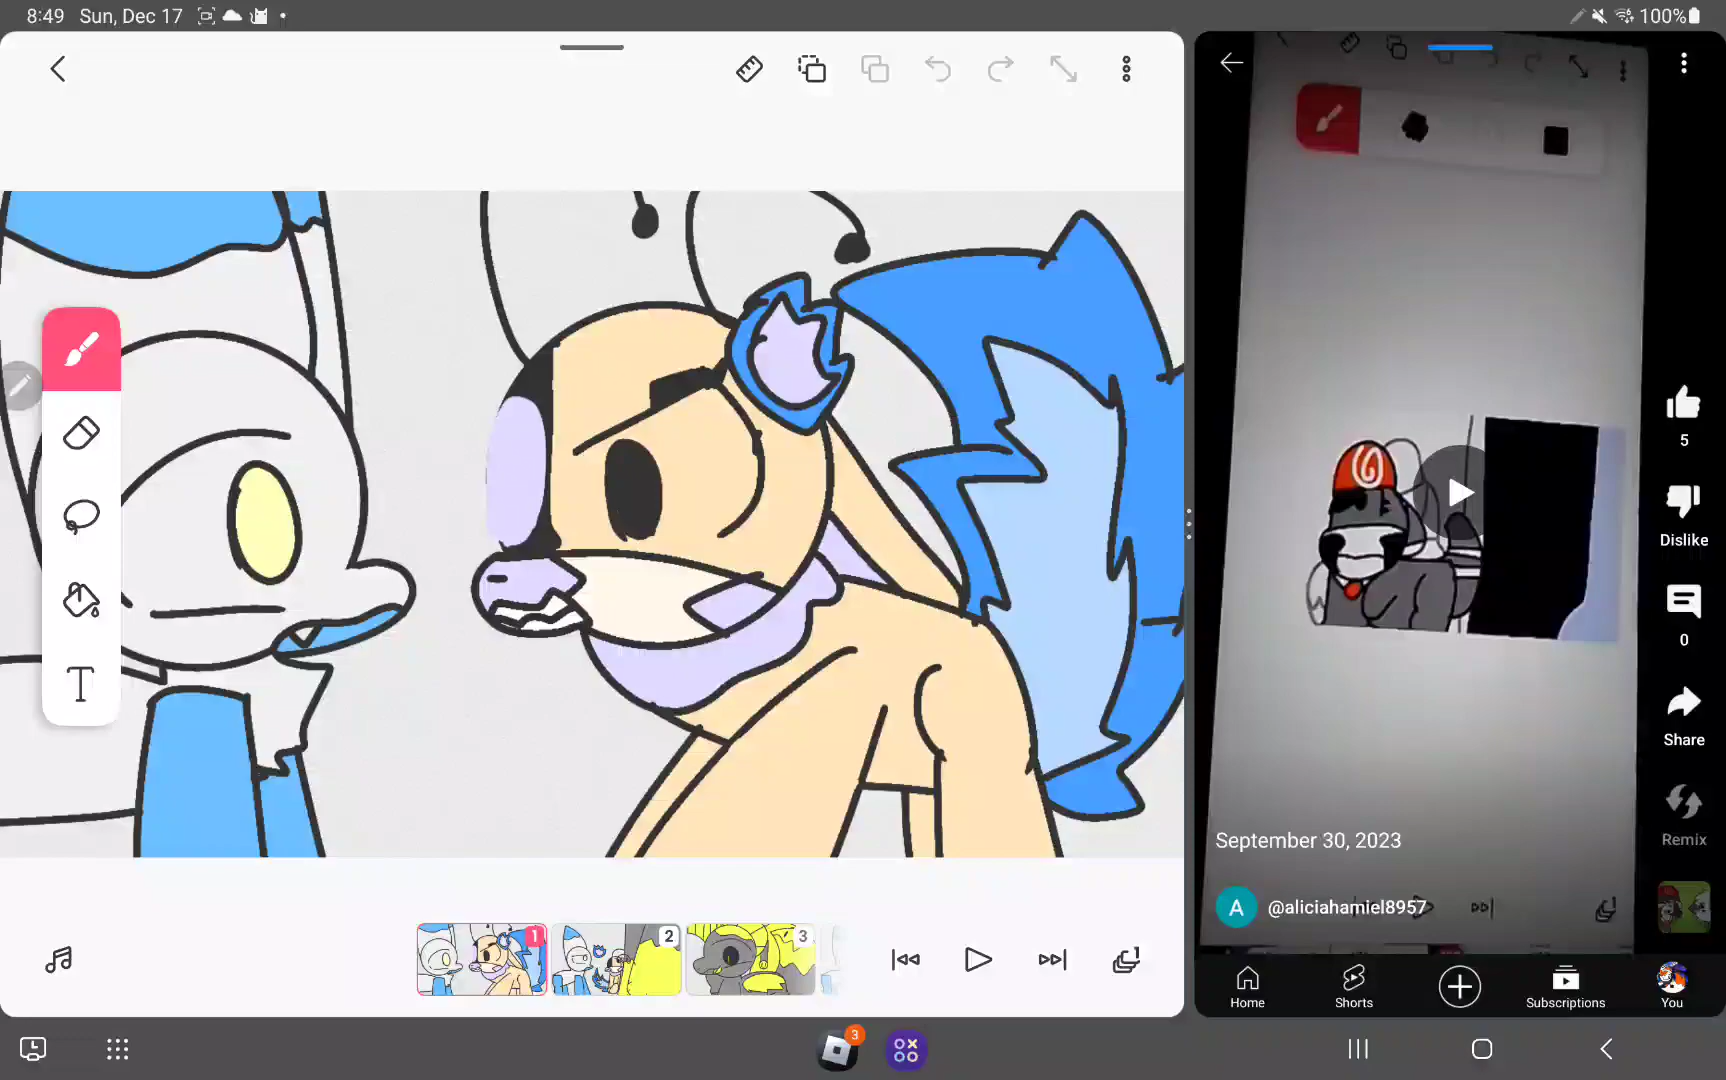 8:49 Sun, Dec 17
100%
T
1
2
3
5
Dislike
0
Share
Remix
September 30, 2023
A @aliciahamiel8957
Home
Shorts
Subscriptions
You
3